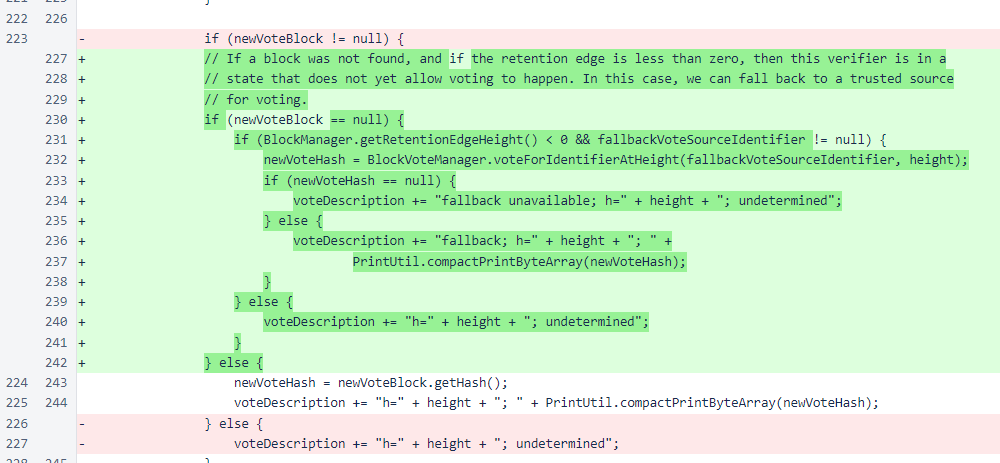 222 226
223 - if (newVoteBlock != null) {
227 + // If a block was not found, and if the retention edge is less than zero, then this verifier is in a
228 + // state that does not yet allow voting to happen. In this case, we can fall back to a trusted source
229 + // for voting.
230 + if (newVoteBlock == null) {
231 + if (BlockManager.getRetentionEdgeHeight() < 0 && fallbackVoteSourceIdentifier != null) {
232 + newVoteHash = BlockVoteManager.voteForIdentifierAtHeight(fallbackVoteSourceIdentifier, height);
233 + if (newVoteHash == null) {
234 + voteDescription += "fallback unavailable; h=" + height + "; undetermined";
235 + } else {
236 + voteDescription += "fallback; h=" + height + "; " +
237 + PrintUtil.compactPrintByteArray(newVoteHash);
238 + }
239 + } else {
240 + voteDescription += "h=" + height + "; undetermined";
241 + }
242 + } else {
224 243 newVoteHash = newVoteBlock.getHash();
225 244 voteDescription += "h=" + height + "; " + PrintUtil.compactPrintByteArray(newVoteHash);
226 - } else {
227 - voteDescription += "h=" + height + "; undetermined";